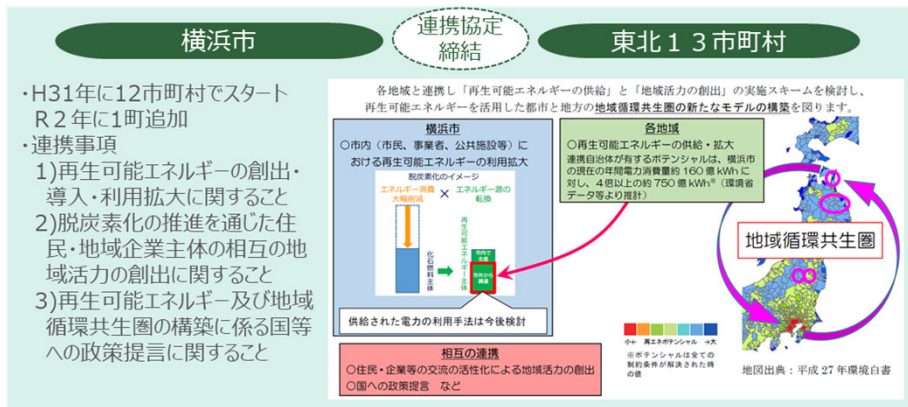 横浜市
連携協定
締結
東北１３市町村
・H31年に12市町村でスタート
R２年に1町追加
・連携事項
1)再生可能エネルギーの創出・
導入・利用拡大に関すること
2)脱炭素化の推進を通じた住
民・地域企業主体の相互の地
域活力の創出に関すること
3)再生可能エネルギー及び地域
循環共生圏の構築に係る国等
への政策提言に関すること
各地域と連携し「再生可能エネルギーの供給」と「地域活力の創出」の実施スキームを検討し、
再生可能エネルギーを活用した都市と地方の地域循環共生圏の新たなモデルの構築を図ります。
横浜市
○市内（市民、事業者、公共施設等）に
おける再生可能エネルギーの利用拡大
脱炭素化のイメージ
エネルギー消費
大幅削減
×
エネルギー源の
転換
化石燃料主体
再生可能エネルギー主体
市内で
生産
市外から
調達
供給された電力の利用手法は今後検討
各地域
○再生可能エネルギーの供給・拡大
連携自治体が有するポテンシャルは、横浜市
の現在の年間電力消費量約 160 億 kWh に
対し、４倍以上の約 750 億 kWh※（環境省
データ等より推計）
相互の連携
○住民・企業等の交流の活性化による地域活力の創出
○国への政策提言 など
地域循環共生圏
小← 再エネポテンシャル →大
※ポテンシャルは全ての
制約条件が解決された時
の値
地図出典：平成 27 年環境白書